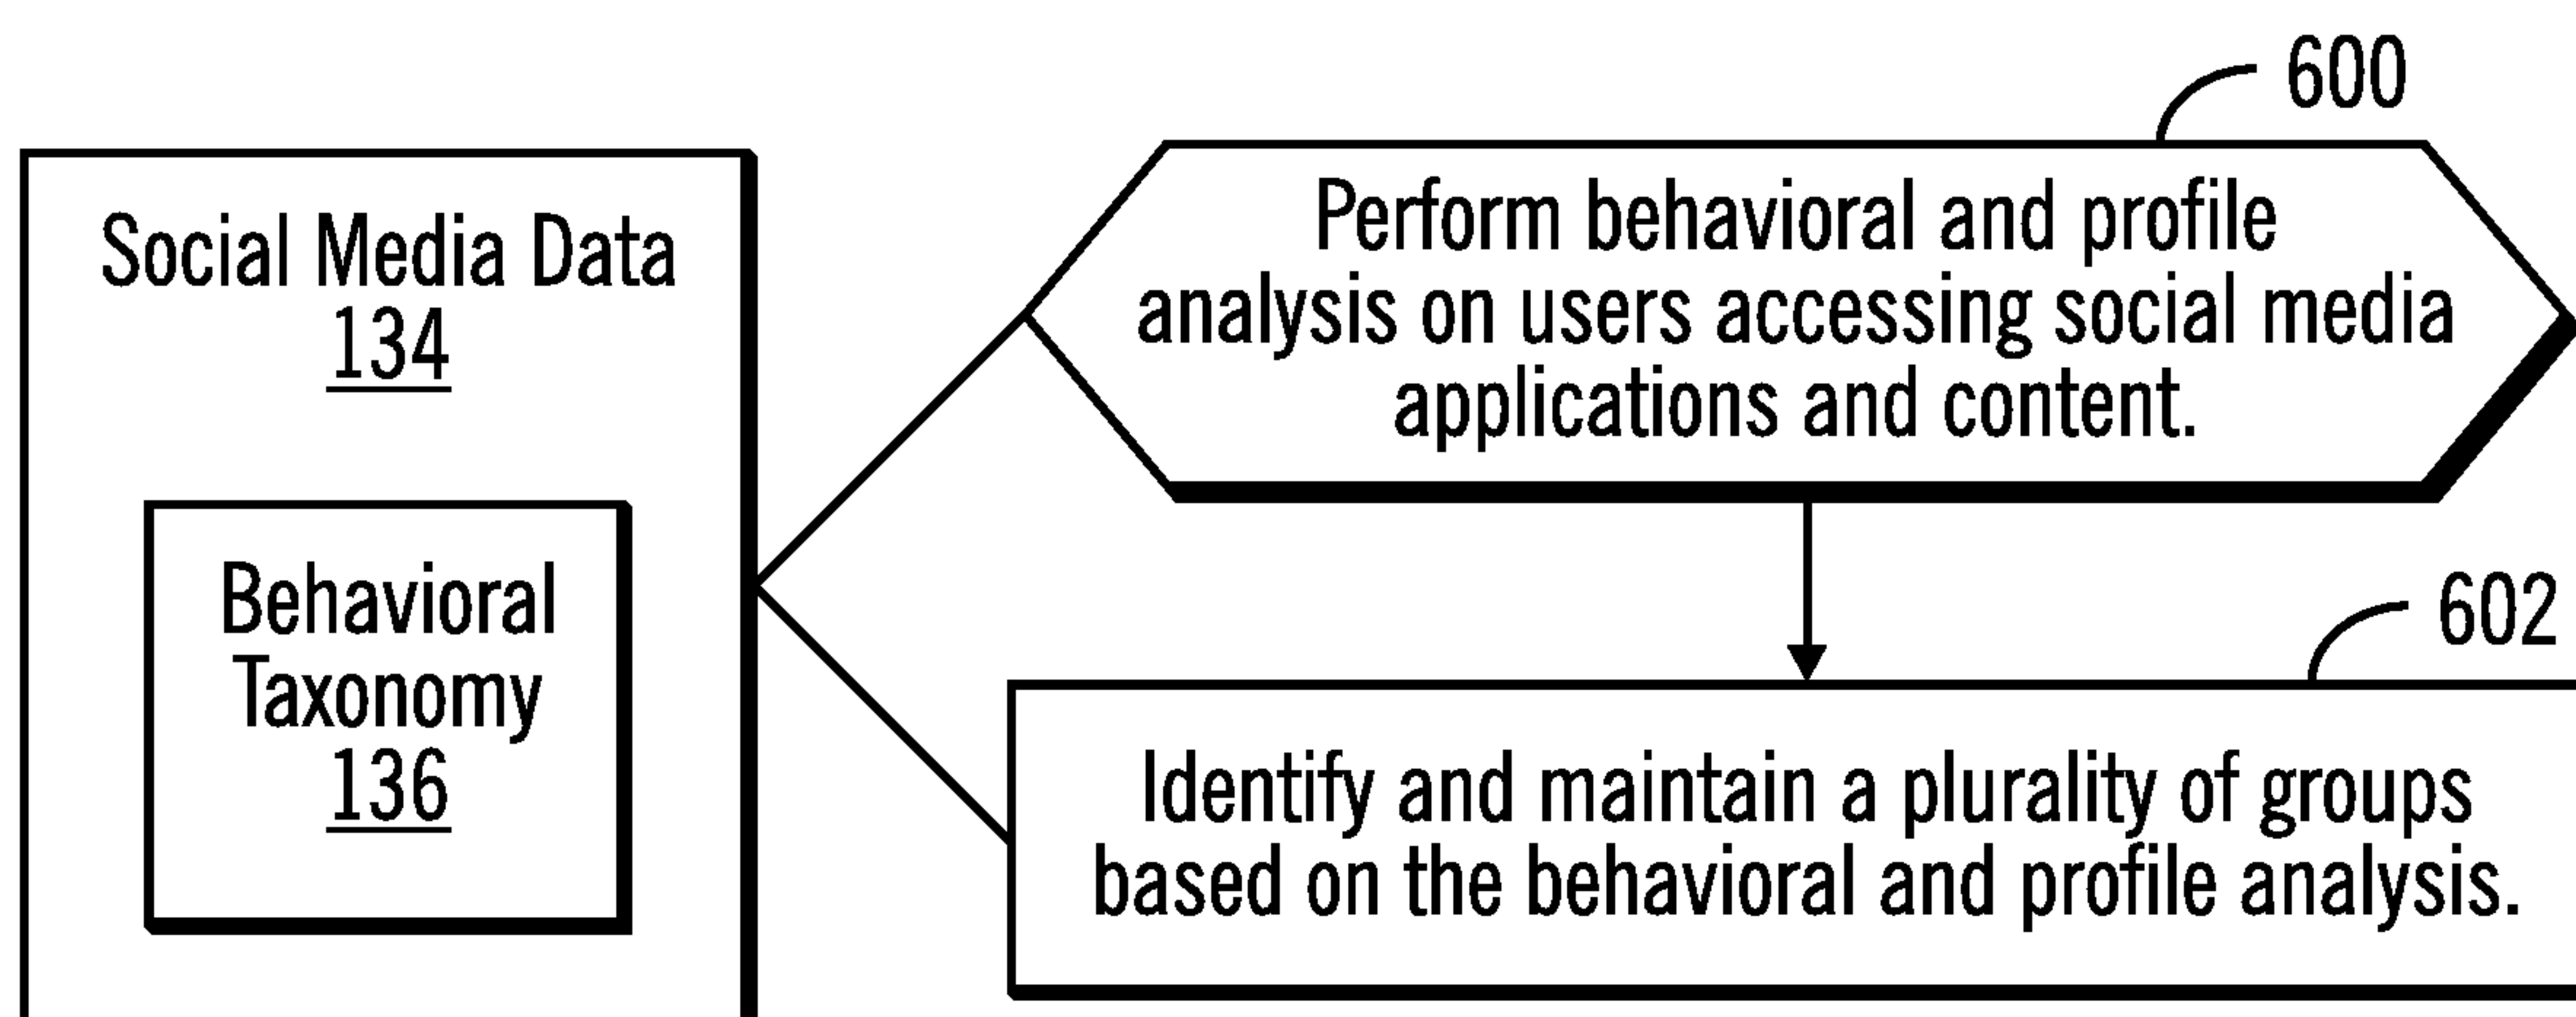 Social Media Data
134
Behavioral
Taxonomy
136
600
Perform behavioral and profile
analysis on users accessing social media
applications and content.
602
Identify and maintain a plurality of groups
based on the behavioral and profile analysis.